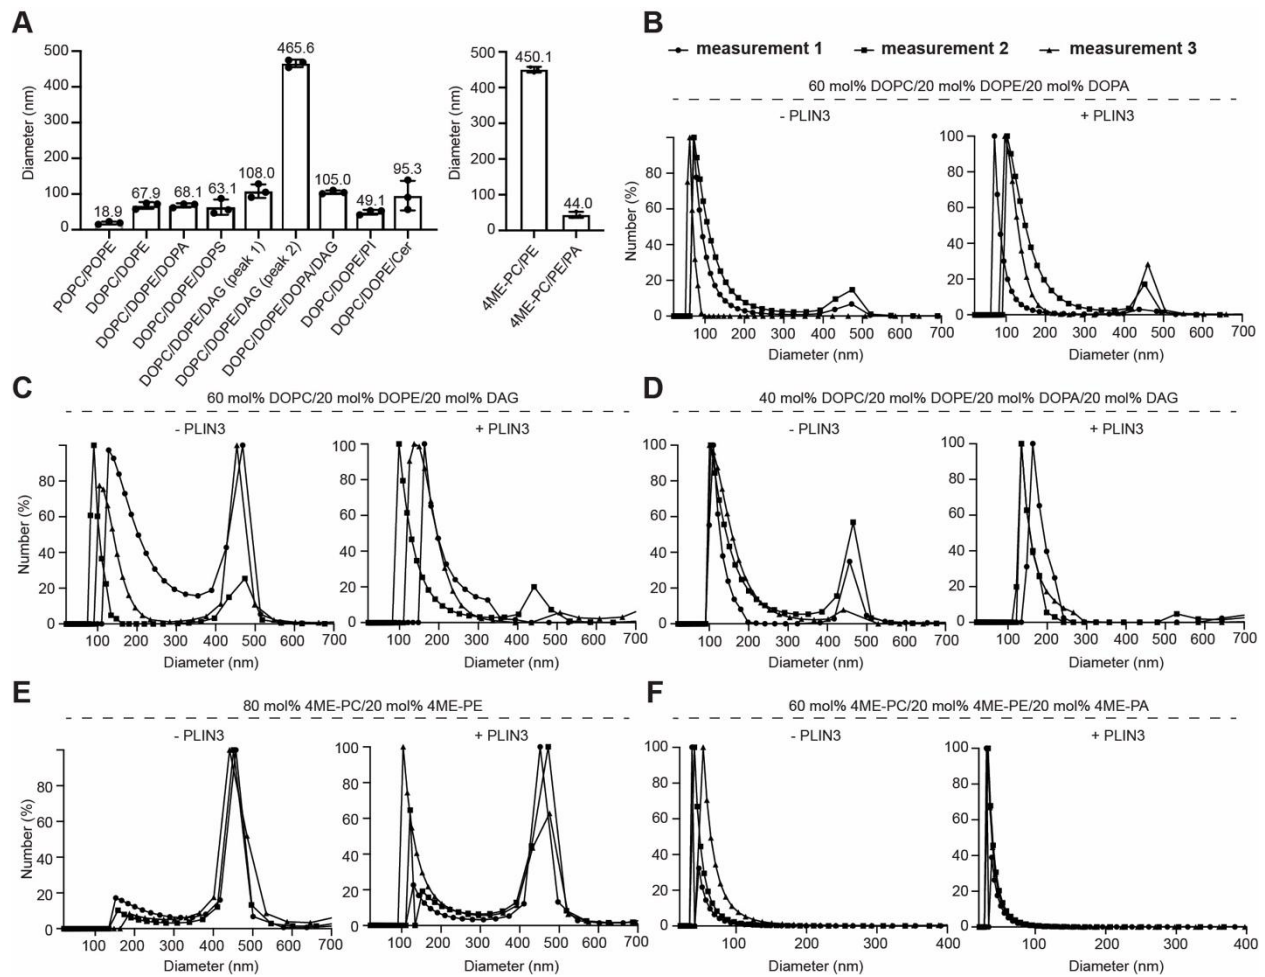 A
Diameter (nm)
500
400
300
200
100
0
18.9
67.9
68.1
63.1
108.0
465.6
105.0
49.1
95.3
POPC/POPE
DOPC/DOPE
DOPC/DOPE/DOPA
DOPC/DOPE/DOPS
DOPC/DOPE/DAG (peak 1)
DOPC/DOPE/DAG (peak 2)
DOPC/DOPE/DOPA/DAG
DOPC/DOPE/PI
DOPC/DOPE/Cer
Diameter (nm)
500
400
300
200
100
0
450.1
44.0
4ME-PC/PE
4ME-PC/PE/PA
B
measurement 1 measurement 2 measurement 3
60 mol% DOPC/20 mol% DOPE/20 mol% DOPA
- PLIN3
Number (%)
80
60
40
20
0
100 200 300 400 500 600 700
Diameter (nm)
+ PLIN3
100
80
60
40
20
0
100 200 300 400 500 600 700
Diameter (nm)
C
60 mol% DOPC/20 mol% DOPE/20 mol% DAG
- PLIN3
Number (%)
80
60
40
20
0
100 200 300 400 500 600 700
Diameter (nm)
+ PLIN3
100
80
60
40
20
0
100 200 300 400 500 600 700
Diameter (nm)
D
40 mol% DOPC/20 mol% DOPE/20 mol% DOPA/20 mol% DAG
- PLIN3
100
80
60
40
20
0
100 200 300 400 500 600 700
Diameter (nm)
+ PLIN3
100
80
60
40
20
0
100 200 300 400 500 600 700
Diameter (nm)
E
80 mol% 4ME-PC/20 mol% 4ME-PE
- PLIN3
Number (%)
80
60
40
20
0
100 200 300 400 500 600 700
Diameter (nm)
+ PLIN3
100
80
60
40
20
0
100 200 300 400 500 600 700
Diameter (nm)
F
60 mol% 4ME-PC/20 mol% 4ME-PE/20 mol% 4ME-PA
- PLIN3
100
80
60
40
20
0
100 200 300 400
Diameter (nm)
+ PLIN3
100
80
60
40
20
0
100 200 300 400
Diameter (nm)